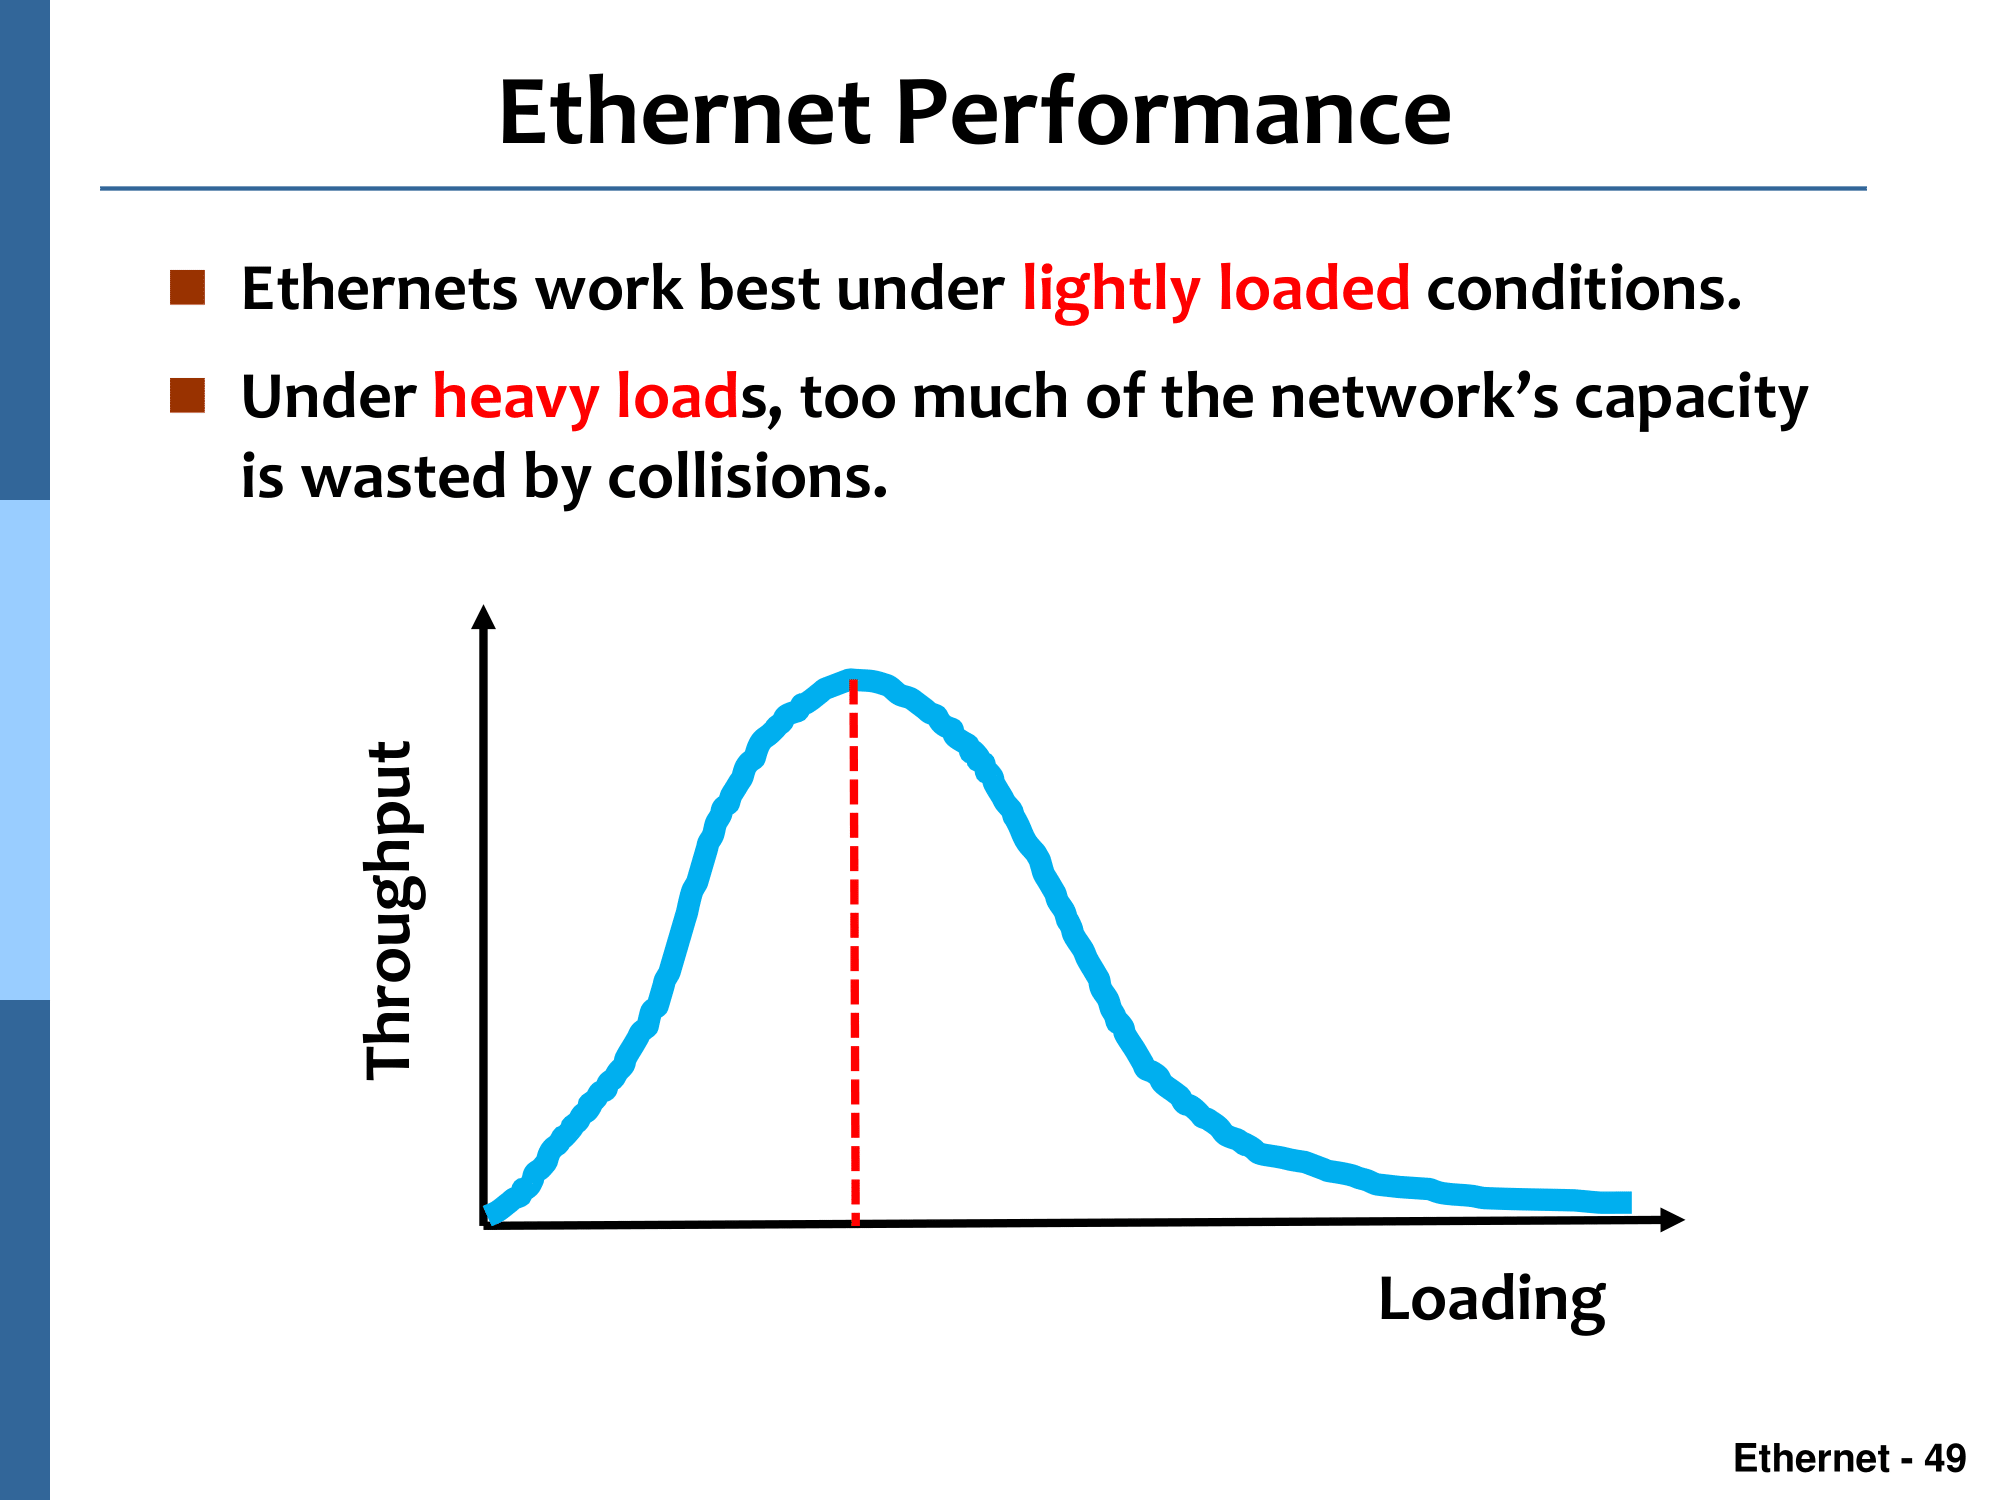 Ethernet Performance
Ethernets work best under lightly loaded conditions.
Under heavy loads, too much of the network’s capacity
is wasted by collisions.
Throughput
Loading
Ethernet - 49